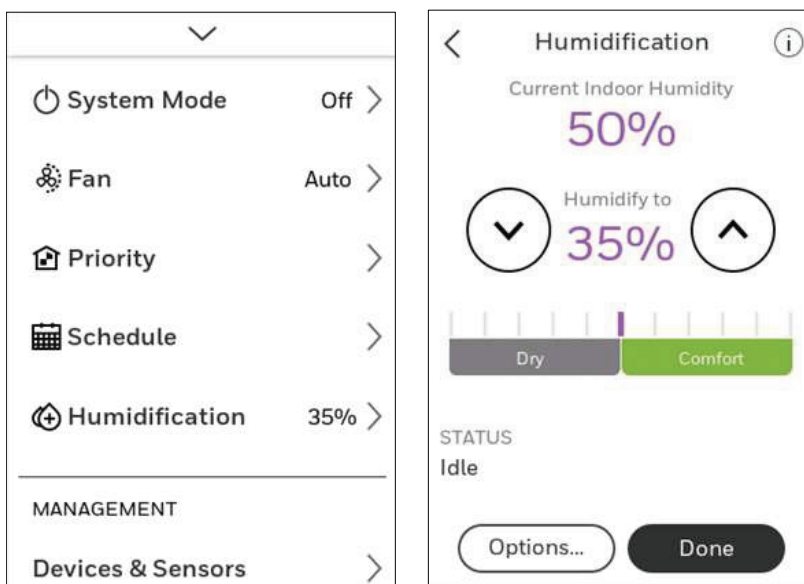 System Mode Off
Fan Auto
Priority
Schedule
Humidification 35%
MANAGEMENT
Devices & Sensors
Humidification
Current Indoor Humidity
50%
Humidify to
35%
Dry Comfort
STATUS
Idle
Options... Done